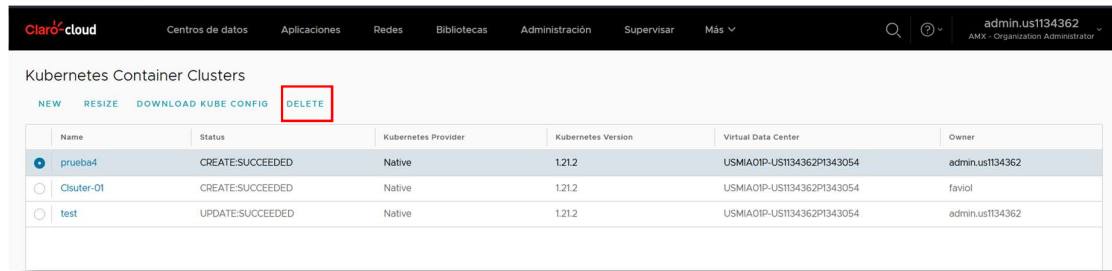 Claro-cloud
Centros de datos Aplicaciones Redes Bibliotecas Administración Supervisar Más admin.us1134362
AMX - Organization Administrator
Kubernetes Container Clusters
NEW RESIZE DOWNLOAD KUBE CONFIG DELETE
Name Status Kubernetes Provider Kubernetes Version Virtual Data Center Owner
prueba4 CREATE:SUCCEEDED Native 1.21.2 USMIA01P-US1134362P1343054 admin.us1134362
Clsuter-01 CREATE:SUCCEEDED Native 1.21.2 USMIA01P-US1134362P1343054 faviol
test UPDATE:SUCCEEDED Native 1.21.2 USMIA01P-US1134362P1343054 admin.us1134362